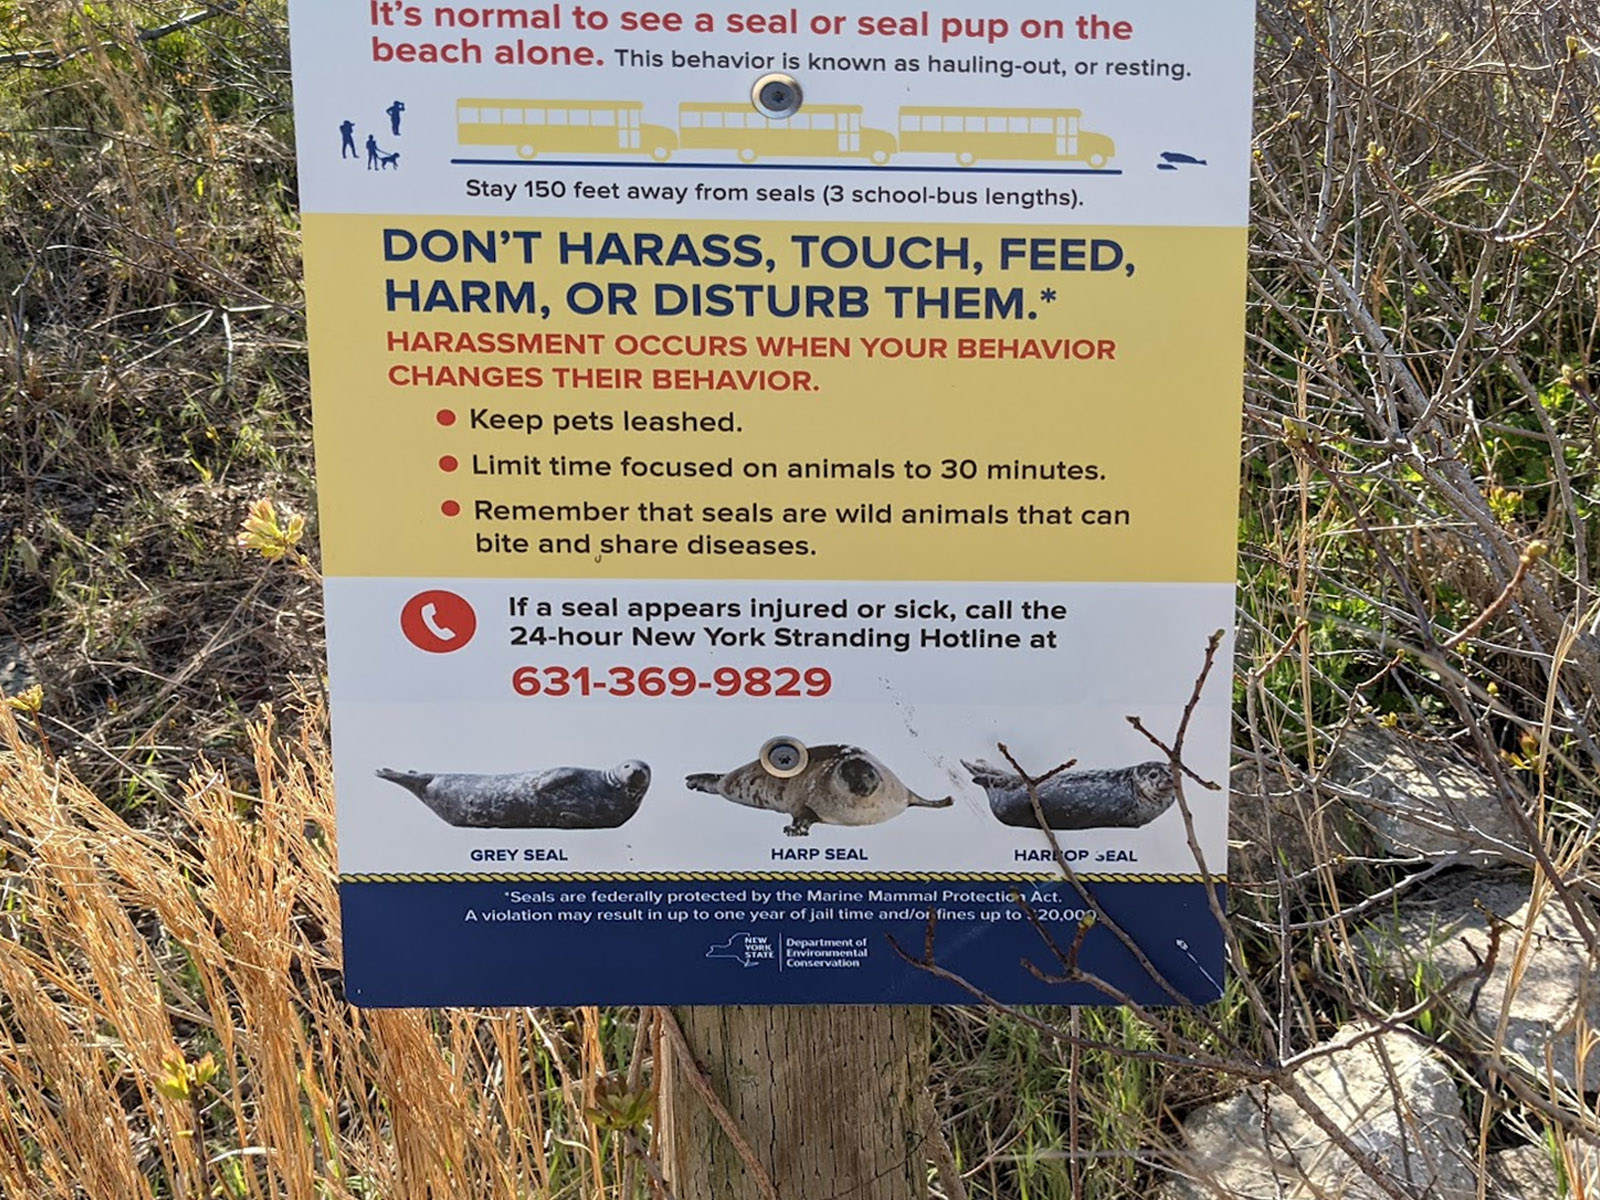 It's normal to see a seal or seal pup on the
beach alone. This behavior is known as hauling-out, or resting.
Stay 150 feet away from seals (3 school-bus lengths).
DON'T HARASS, TOUCH, FEED,
HARM, OR DISTURB THEM.*
HARASSMENT OCCURS WHEN YOUR BEHAVIOR
CHANGES THEIR BEHAVIOR.
Keep pets leashed.
Limit time focused on animals to 30 minutes.
Remember that seals are wild animals that can
bite and share diseases.
If a seal appears injured or sick, call the
24-hour New York Stranding Hotline at
631-369-9829
GREY SEAL
HARP SEAL
HARBOR SEAL
*Seals are federally protected by the Marine Mammal Protection Act.
A violation may result in up to one year of jail time and/or fines up to $20,000.
NEW
YORK
STATE
Department of
Environmental
Conservation